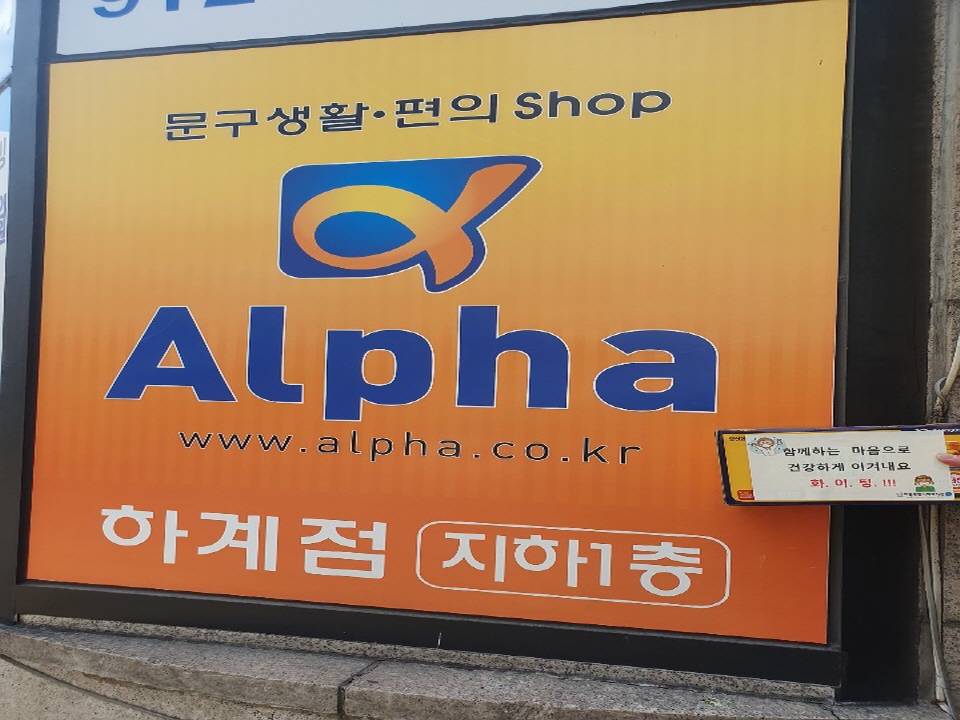 912
문구생활·편의 Shop
Alpha
www.alpha.co.kr
하계점 지하1층
함께하는 마음으로
건강하게 이겨내요
화. 이. 팅. !!!